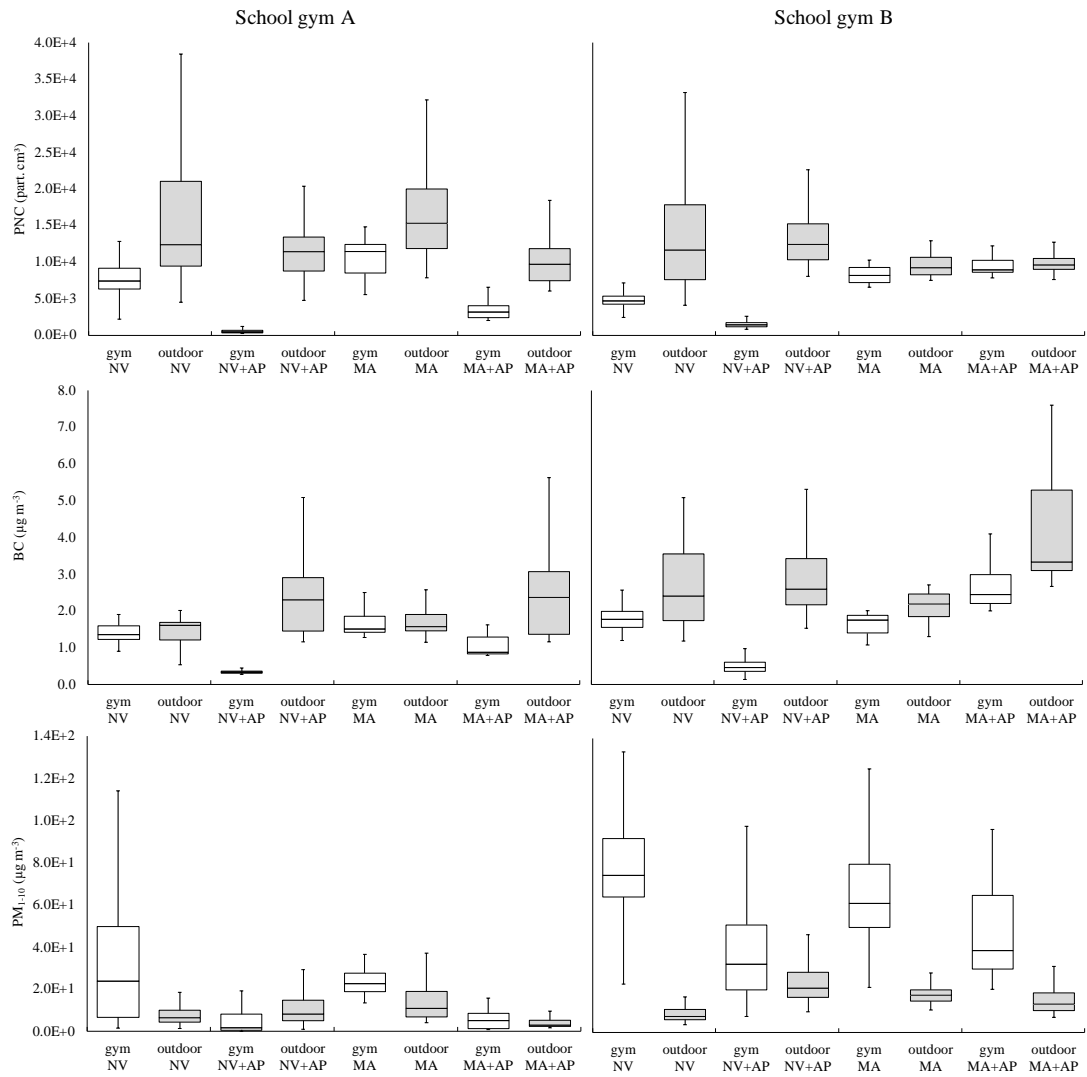 School gym A School gym B
PNC (part. cm³)
4.0E+4
3.5E+4
3.0E+4
2.5E+4
2.0E+4
1.5E+4
1.0E+4
5.0E+3
0.0E+0
gym outdoor gym outdoor gym outdoor gym outdoor gym outdoor gym outdoor gym outdoor gym outdoor
NV NV NV+AP NV+AP MA MA MA+AP MA+AP NV NV NV+AP NV+AP MA MA MA+AP MA+AP
BC (µg m⁻³)
8.0
7.0
6.0
5.0
4.0
3.0
2.0
1.0
0.0
gym outdoor gym outdoor gym outdoor gym outdoor gym outdoor gym outdoor gym outdoor gym outdoor
NV NV NV+AP NV+AP MA MA MA+AP MA+AP NV NV NV+AP NV+AP MA MA MA+AP MA+AP
PM₁₋₁₀ (µg m⁻³)
1.4E+2
1.2E+2
1.0E+2
8.0E+1
6.0E+1
4.0E+1
2.0E+1
0.0E+0
gym outdoor gym outdoor gym outdoor gym outdoor gym outdoor gym outdoor gym outdoor gym outdoor
NV NV NV+AP NV+AP MA MA MA+AP MA+AP NV NV NV+AP NV+AP MA MA MA+AP MA+AP